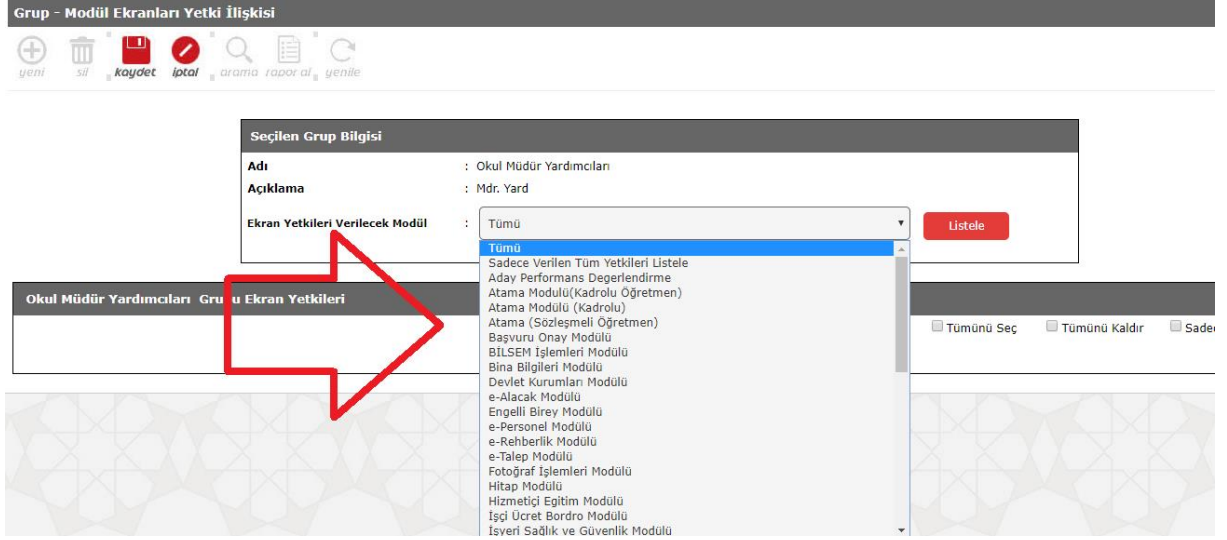 Grup - Modül Ekranları Yetki İlişkisi
yeni sil kaydet iptal arama rapor al yenile
Seçilen Grup Bilgisi
Adı : Okul Müdür Yardımcıları
Açıklama : Mdr. Yard
Ekran Yetkileri Verilecek Modül : Tümü Listele
Tümü
Sadece Verilen Tüm Yetkileri Listele
Aday Performans Degerlendirme
Atama Modulü(Kadrolu Öğretmen)
Atama Modülü (Kadrolu)
Atama (Sözleşmeli Öğretmen)
Başvuru Onay Modülü
BİLSEM İşlemleri Modülü
Bina Bilgileri Modülü
Devlet Kurumları Modülü
e-Alacak Modülü
Engelli Birey Modülü
e-Personel Modülü
e-Rehberlik Modülü
e-Talep Modülü
Fotoğraf İşlemleri Modülü
Hitap Modülü
Hizmetiçi Egitim Modülü
İşçi Ücret Bordro Modülü
İşyeri Sağlık ve Güvenlik Modülü
Okul Müdür Yardımcıları Grubu Ekran Yetkileri
Tümünü Seç Tümünü Kaldır